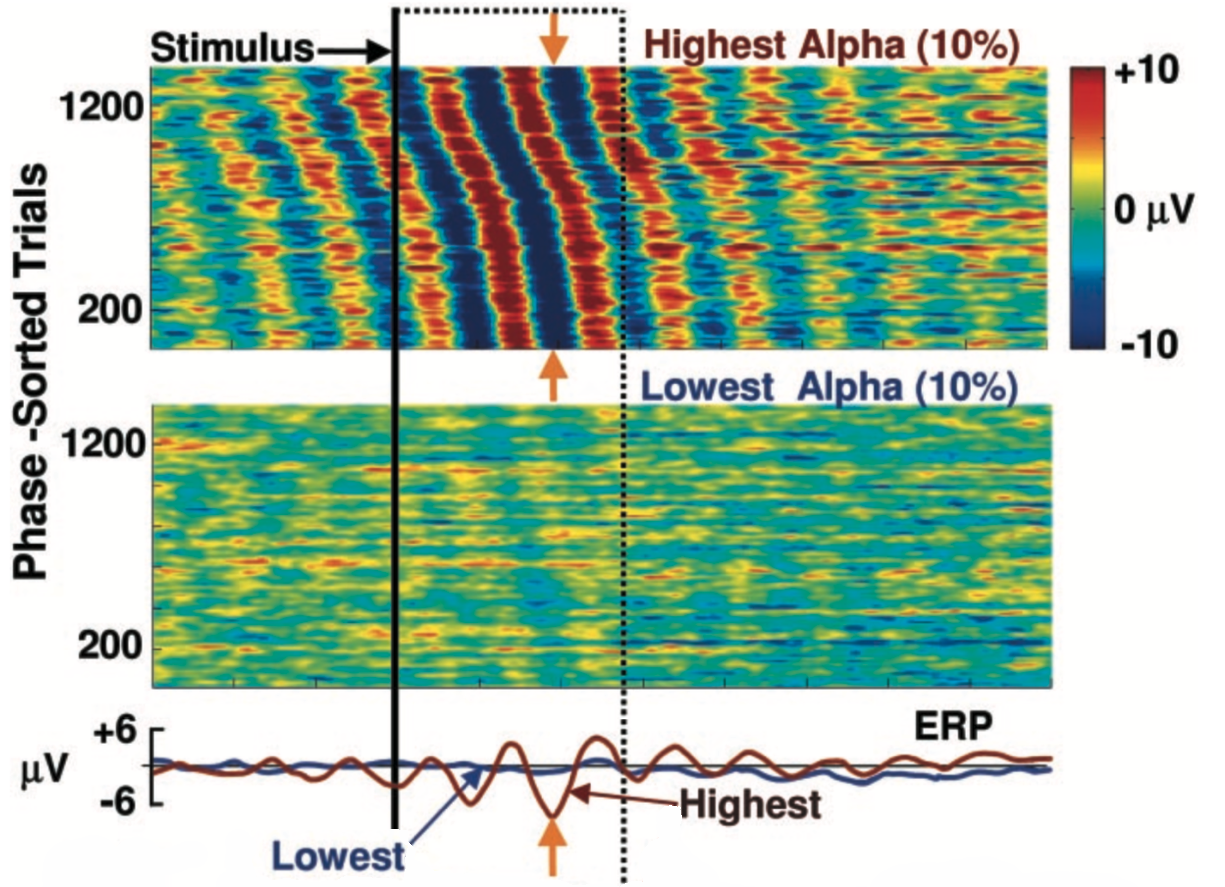 Stimulus
Highest Alpha (10%)
+10
1200
0 μV
Phase -Sorted Trials
200
-10
Lowest Alpha (10%)
1200
200
+6
ERP
μV
-6
Highest
Lowest